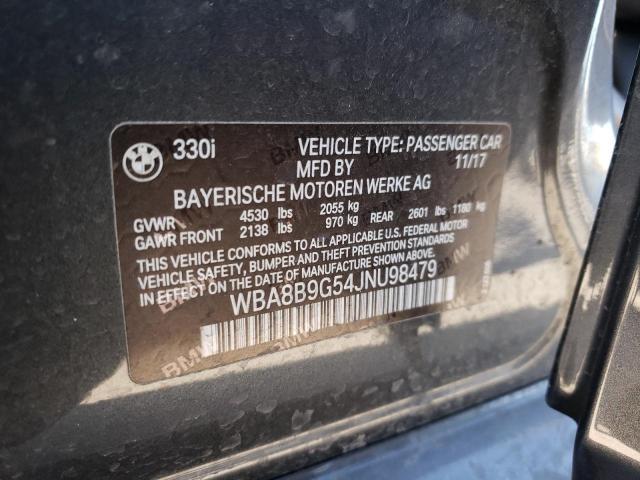 330i VEHICLE TYPE: PASSENGER CAR
MFD BY 11/17
BAYERISCHE MOTOREN WERKE AG
GVWR 4530 lbs 2055 kg
GAWR FRONT 2138 lbs 970 kg REAR 2601 lbs 1180 kg
THIS VEHICLE CONFORMS TO ALL APPLICABLE U.S. FEDERAL MOTOR
VEHICLE SAFETY, BUMPER AND THEFT PREVENTION STANDARDS
IN EFFECT ON THE DATE OF MANUFACTURE SHOWN ABOVE.
WBA8B9G54JNU98479